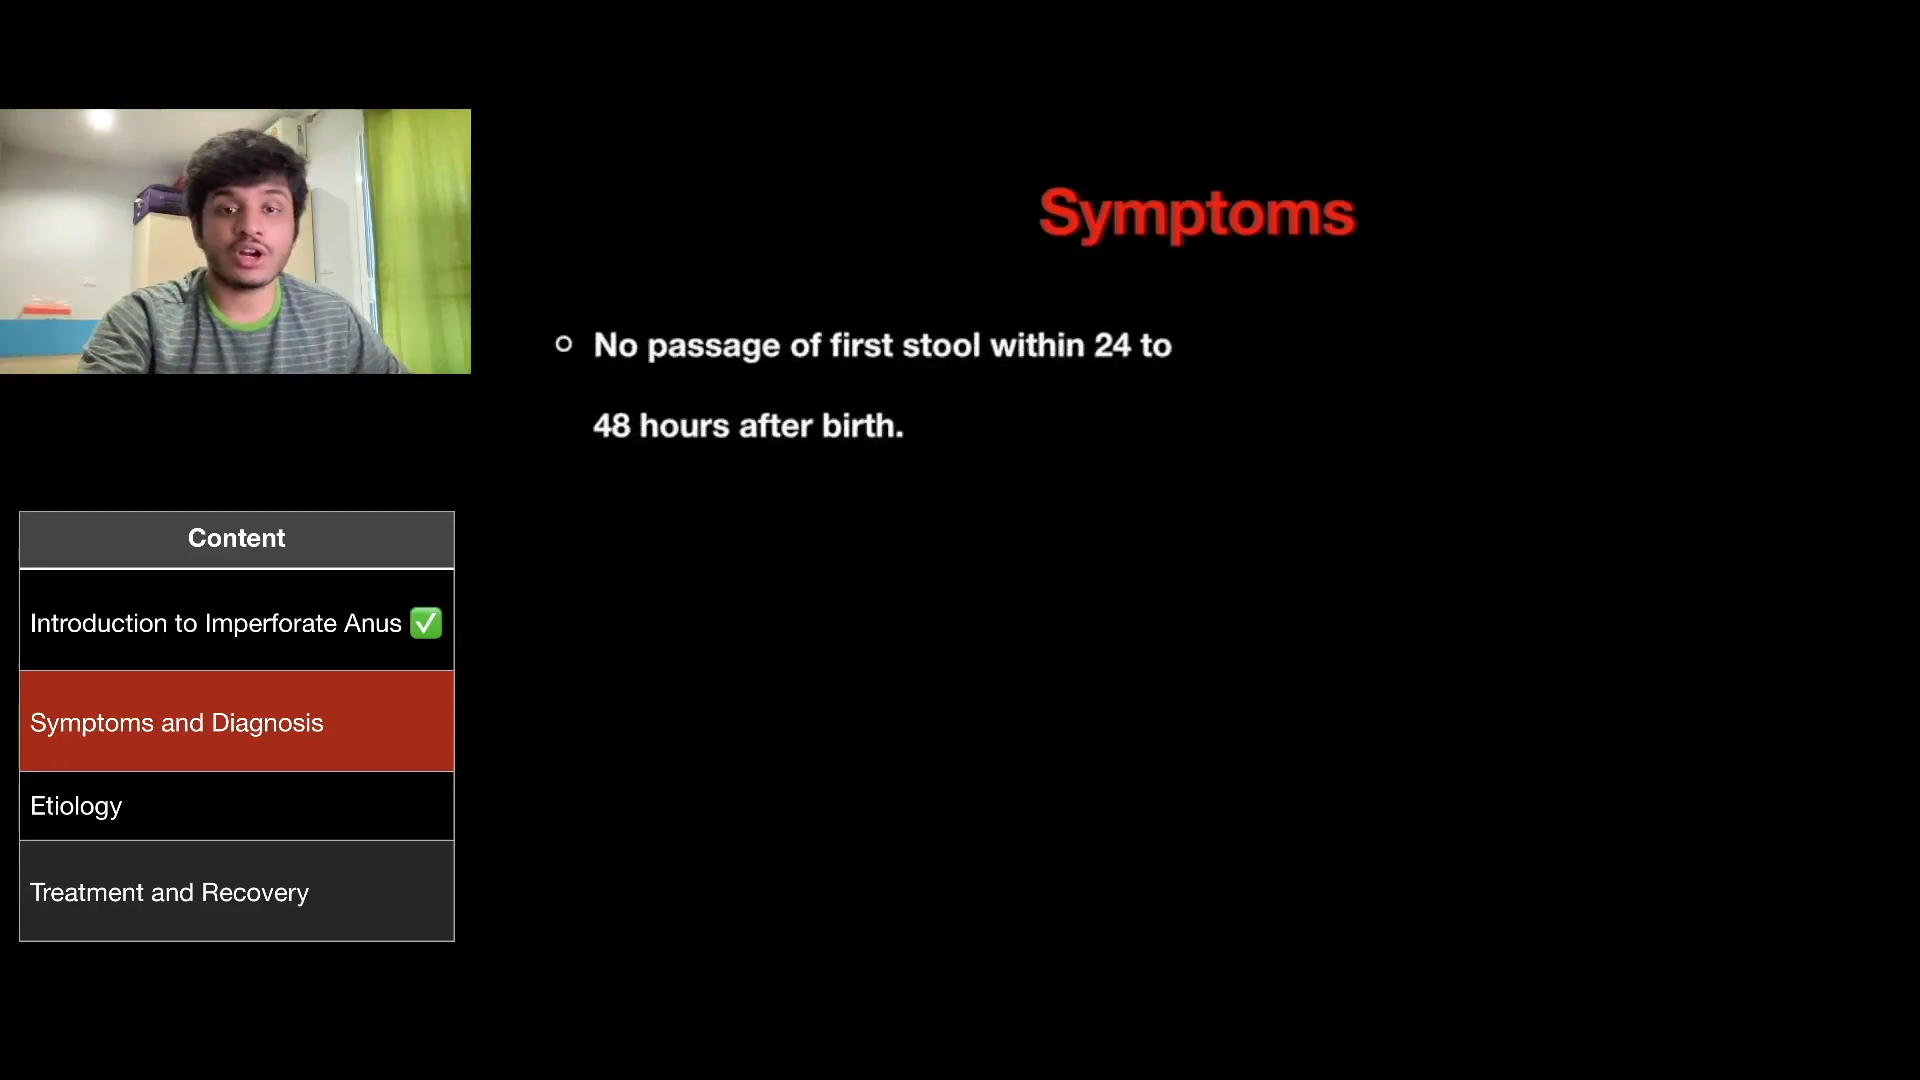 Symptoms
No passage of first stool within 24 to
48 hours after birth.
Content
Introduction to Imperforate Anus ✅
Symptoms and Diagnosis
Etiology
Treatment and Recovery